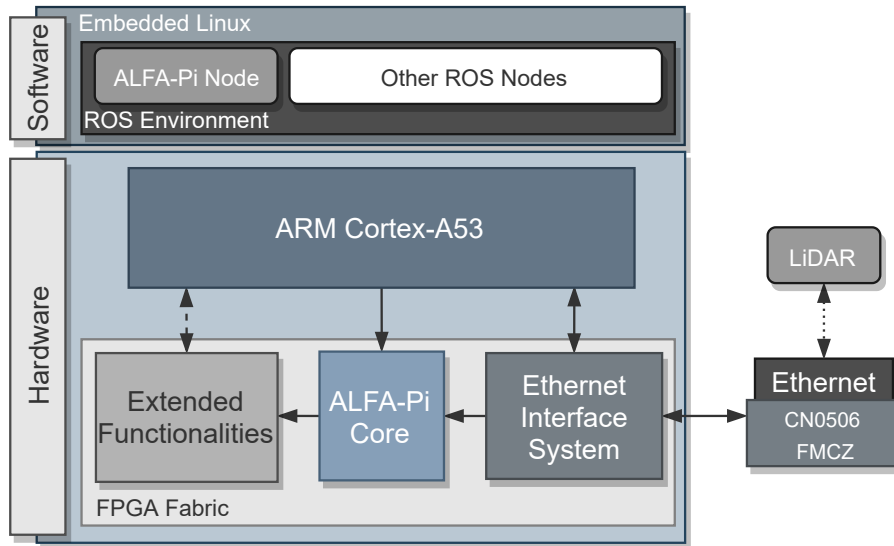 Software
Embedded Linux
ALFA-Pi Node
Other ROS Nodes
ROS Environment
Hardware
ARM Cortex-A53
LiDAR
Extended
Functionalities
ALFA-Pi
Core
Ethernet
Interface
System
Ethernet
CN0506
FMCZ
FPGA Fabric